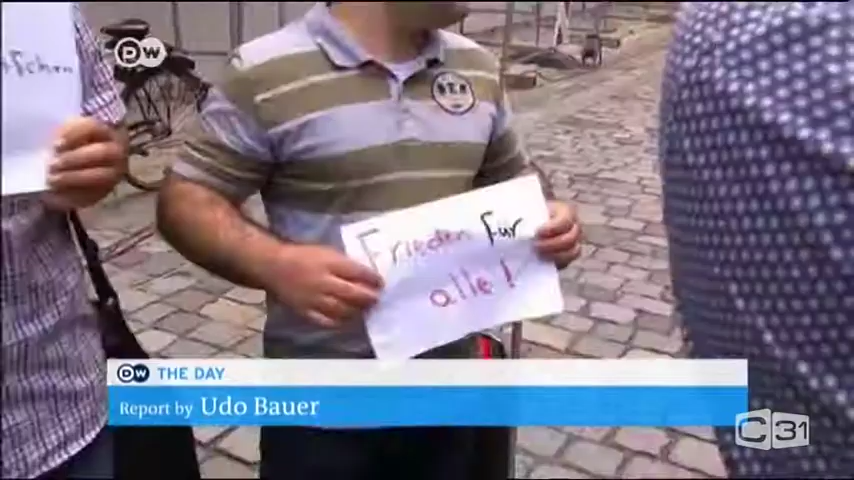 DW
Frieden für
alle!
DW THE DAY
Report by Udo Bauer
C31